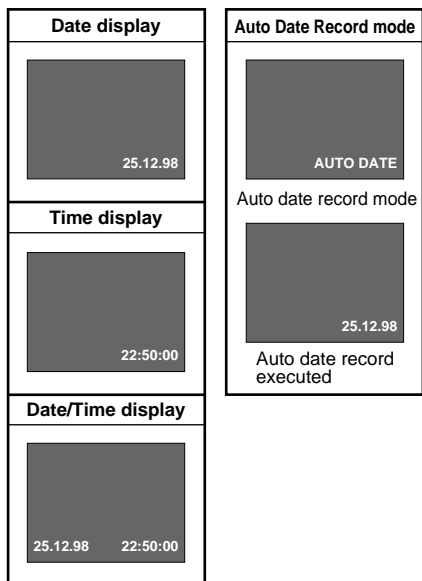 Date display
25.12.98
Time display
22:50:00
Date/Time display
25.12.98 22:50:00
Auto Date Record mode
AUTO DATE
Auto date record mode
25.12.98
Auto date record
executed